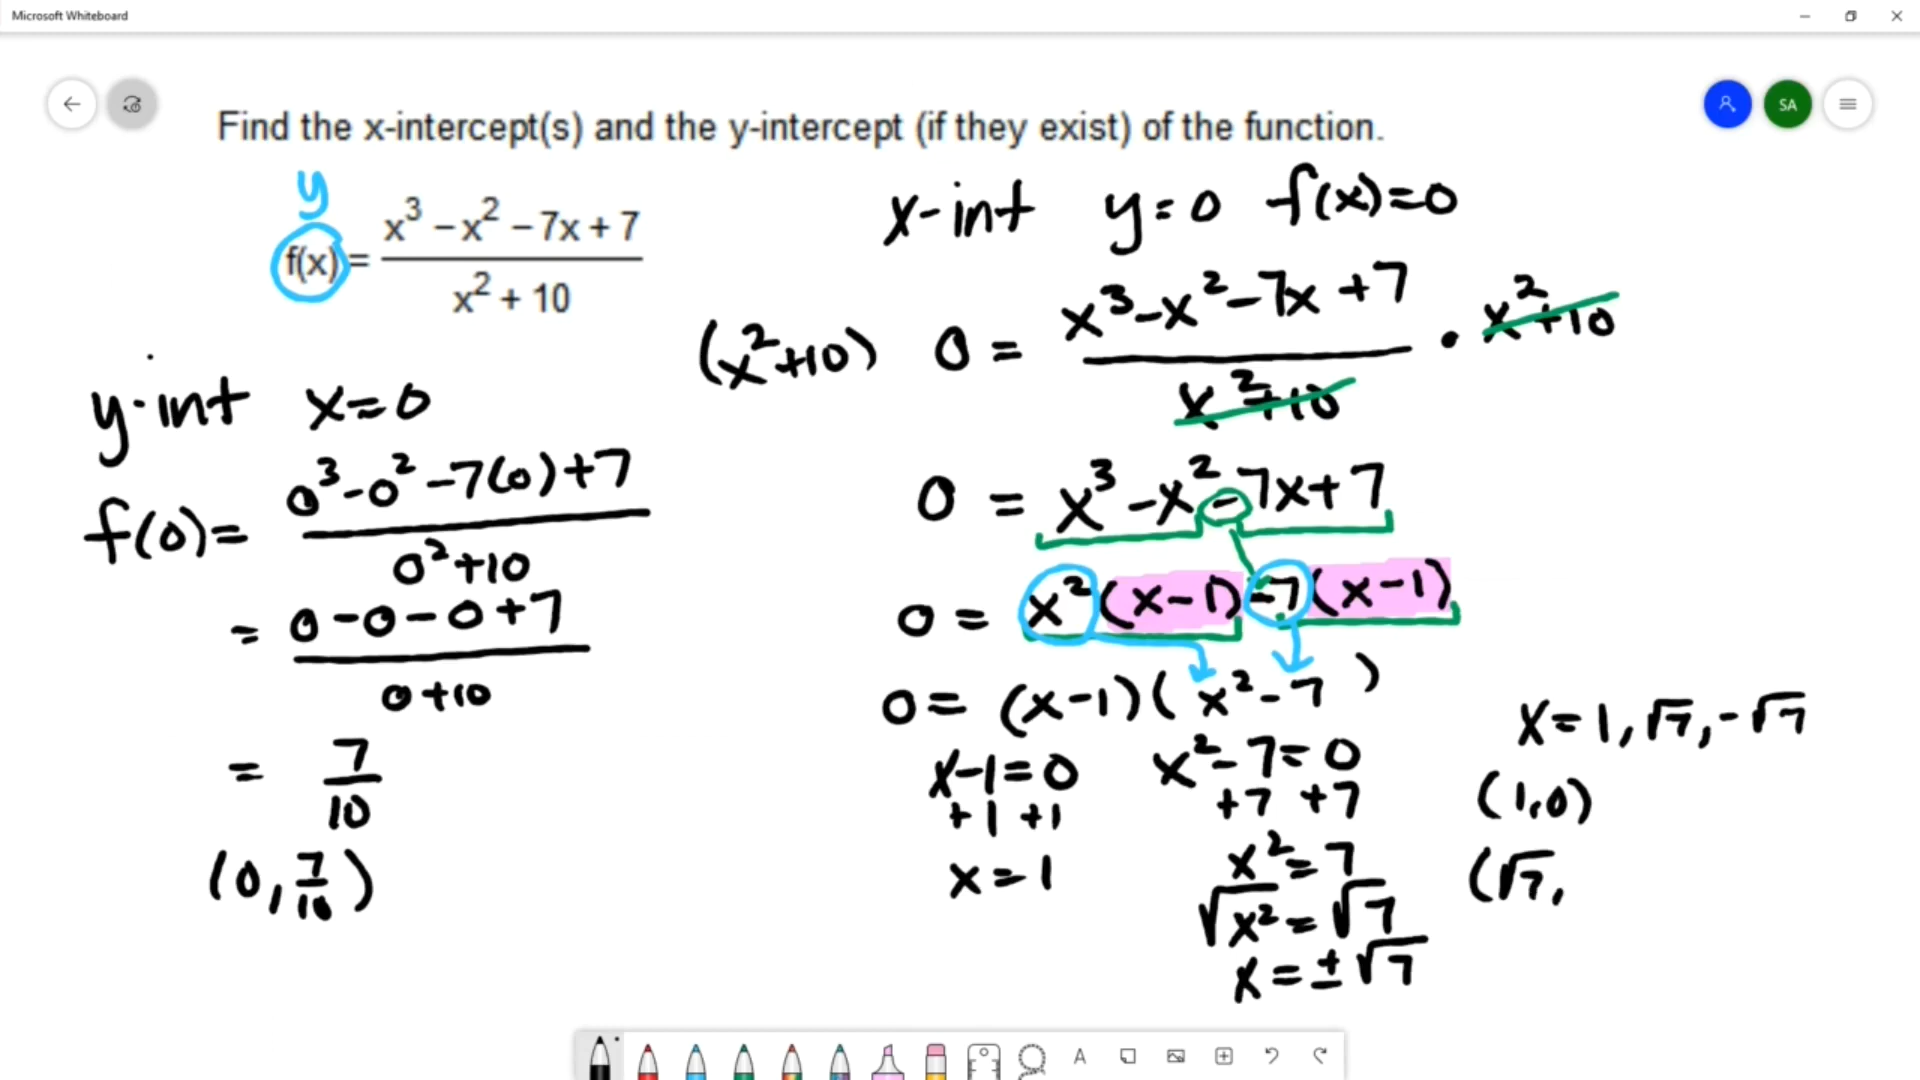 Microsoft Whiteboard
SA
Find the x-intercept(s) and the y-intercept (if they exist) of the function.
y
f(x) = (x³ − x² − 7x + 7)/(x² + 10)
y-int x=0
f(0)= (0³-0²-7(0)+7)/(0²+10)
= (0-0-0+7)/(0+10)
= 7/10
(0, 7/10)
x-int y=0 f(x)=0
(x²+10) 0 = (x³-x²-7x+7)/(x²+10) · x²+10
0 = x³-x²-7x+7
0 = x²(x-1)-7(x-1)
0= (x-1)(x²-7)
x-1=0
+1 +1
x=1
x²-7=0
+7 +7
x²=7
√x²=√7
x=±√7
x=1,√7,-√7
(1,0)
(√7,
A